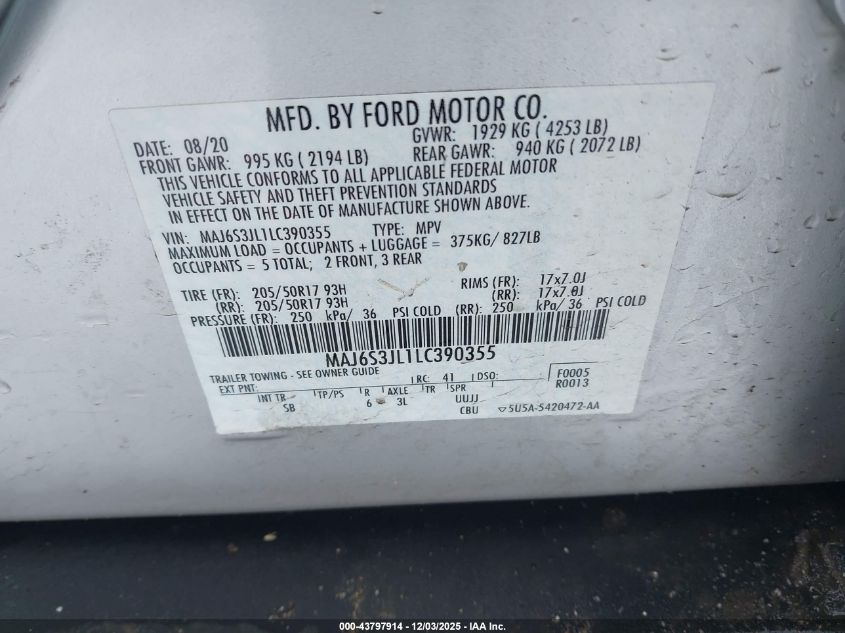 MFD. BY FORD MOTOR CO.
DATE: 08/20 GVWR: 1929 KG ( 4253 LB)
FRONT GAWR: 995 KG ( 2194 LB) REAR GAWR: 940 KG ( 2072 LB)
THIS VEHICLE CONFORMS TO ALL APPLICABLE FEDERAL MOTOR
VEHICLE SAFETY AND THEFT PREVENTION STANDARDS
IN EFFECT ON THE DATE OF MANUFACTURE SHOWN ABOVE.
VIN: MAJ6S3JL1LC390355 TYPE: MPV
MAXIMUM LOAD = OCCUPANTS + LUGGAGE = 375KG/ 827LB
OCCUPANTS = 5 TOTAL; 2 FRONT, 3 REAR
TIRE (FR): 205/50R17 93H RIMS (FR): 17x7.0J
(RR): 205/50R17 93H (RR): 17x7.0J
PRESSURE (FR): 250 kPa/ 36 PSI COLD (RR): 250 kPa/ 36 PSI COLD
MAJ6S3JL1LC390355
TRAILER TOWING - SEE OWNER GUIDE
EXT PNT: RC: 41 DSO: F0005
INT TR TP/PS R AXLE TR SPR R0013
SB 6 3L UUJJ
CBU 5U5A-5420472-AA
000-43797914 - 12/03/2025 - IAA Inc.